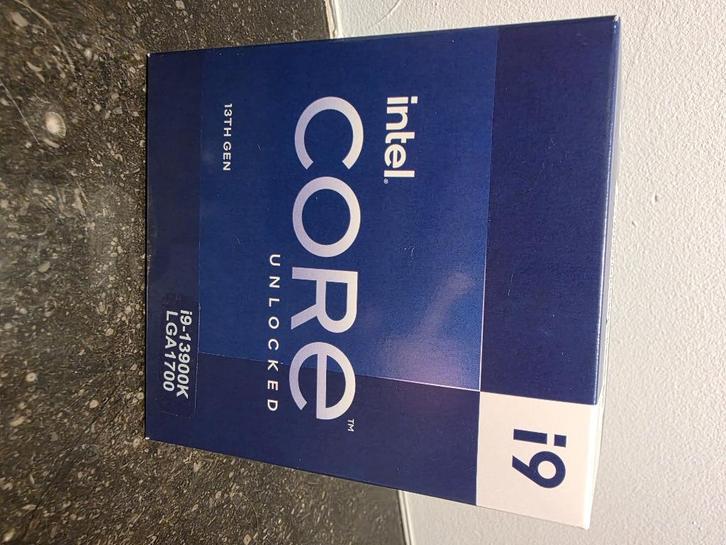 i9
intel.
CORe™
UNLOCKED
13TH GEN
i9-13900K
LGA1700